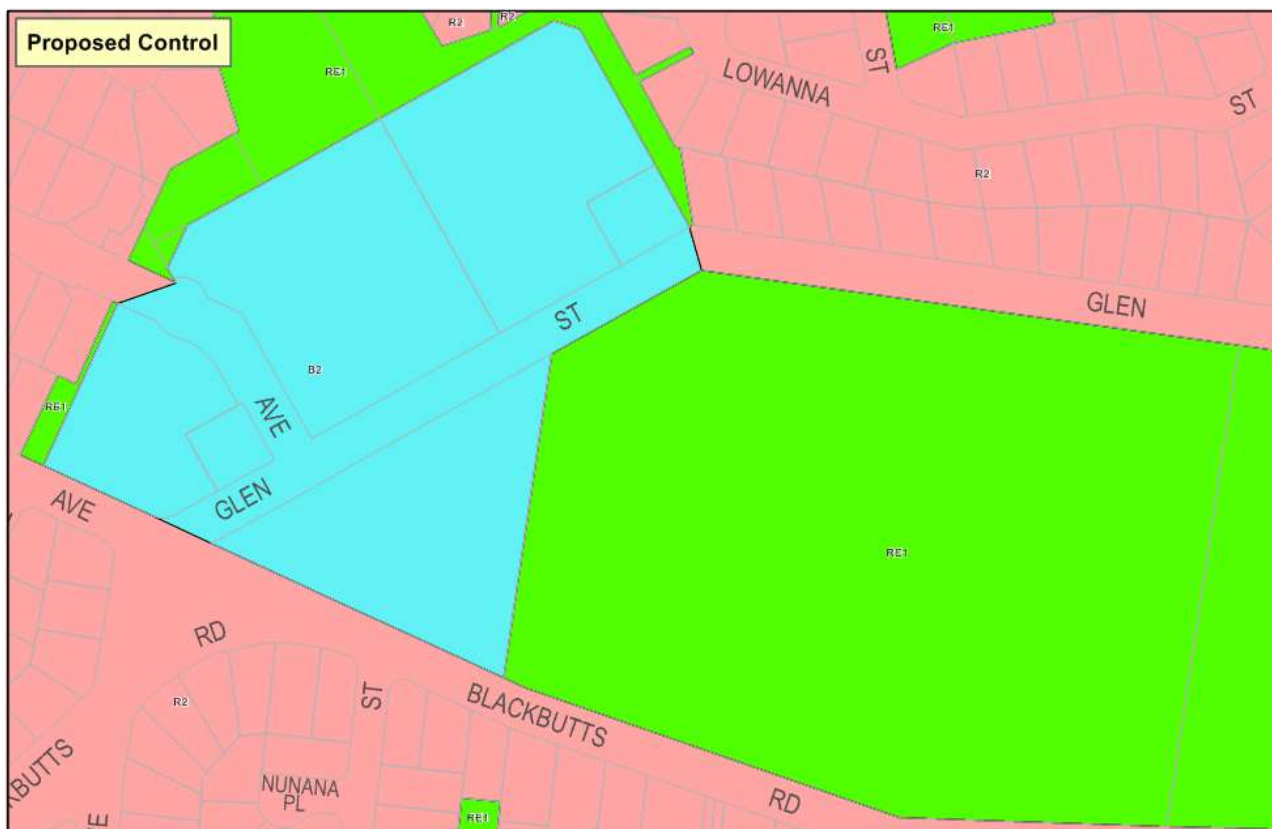 Proposed Control
R2
R2
RE1
RE1
ST
LOWANNA
ST
R2
GLEN
ST
B2
AVE
RE1
GLEN
AVE
RE1
RD
R2
ST
BLACKBUTTS
NUNANA
PL
RD
RE1